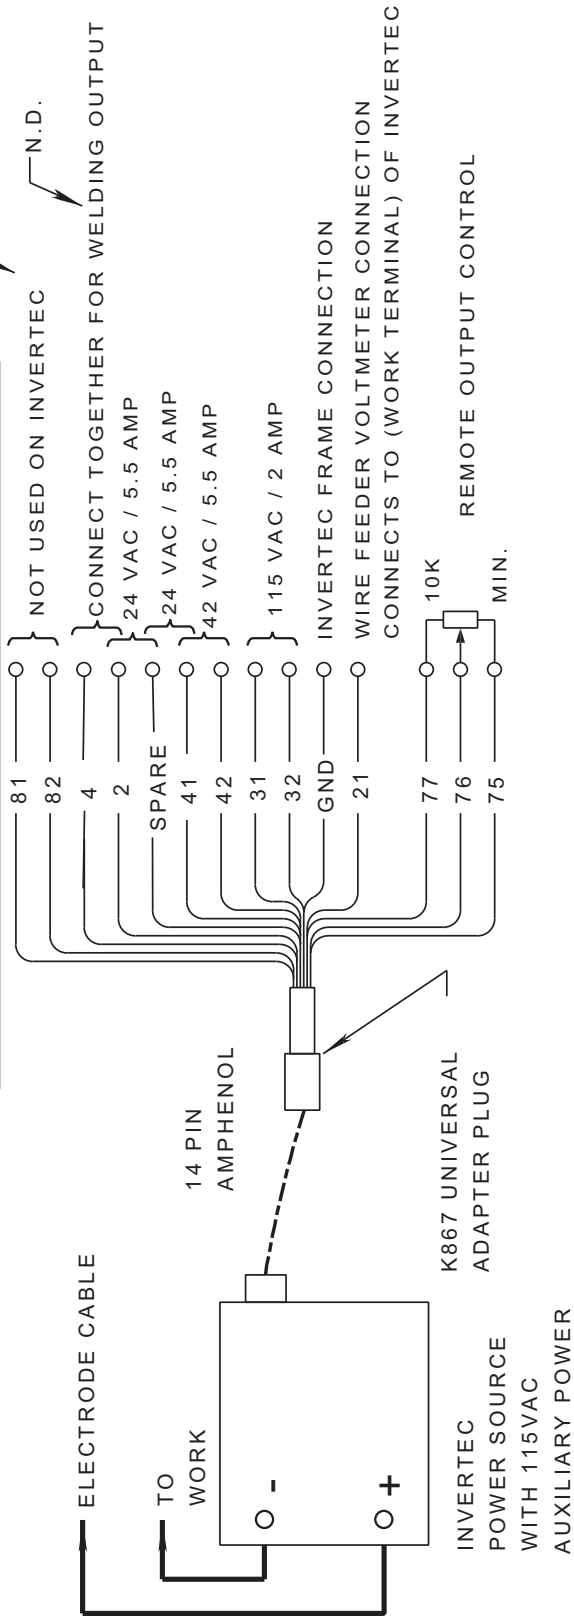 N.D.
81
82
4
2
SPARE
41
42
31
32
GND
21
77
76
75
NOT USED ON INVERTEC
CONNECT TOGETHER FOR WELDING OUTPUT
24 VAC / 5.5 AMP
24 VAC / 5.5 AMP
42 VAC / 5.5 AMP
115 VAC / 2 AMP
INVERTEC FRAME CONNECTION
WIRE FEEDER VOLTMETER CONNECTION
CONNECTS TO (WORK TERMINAL) OF INVERTEC
10K
REMOTE OUTPUT CONTROL
MIN.
14 PIN
AMPHENOL
K867 UNIVERSAL
ADAPTER PLUG
ELECTRODE CABLE
TO
WORK
-
+
INVERTEC
POWER SOURCE
WITH 115VAC
AUXILIARY POWER